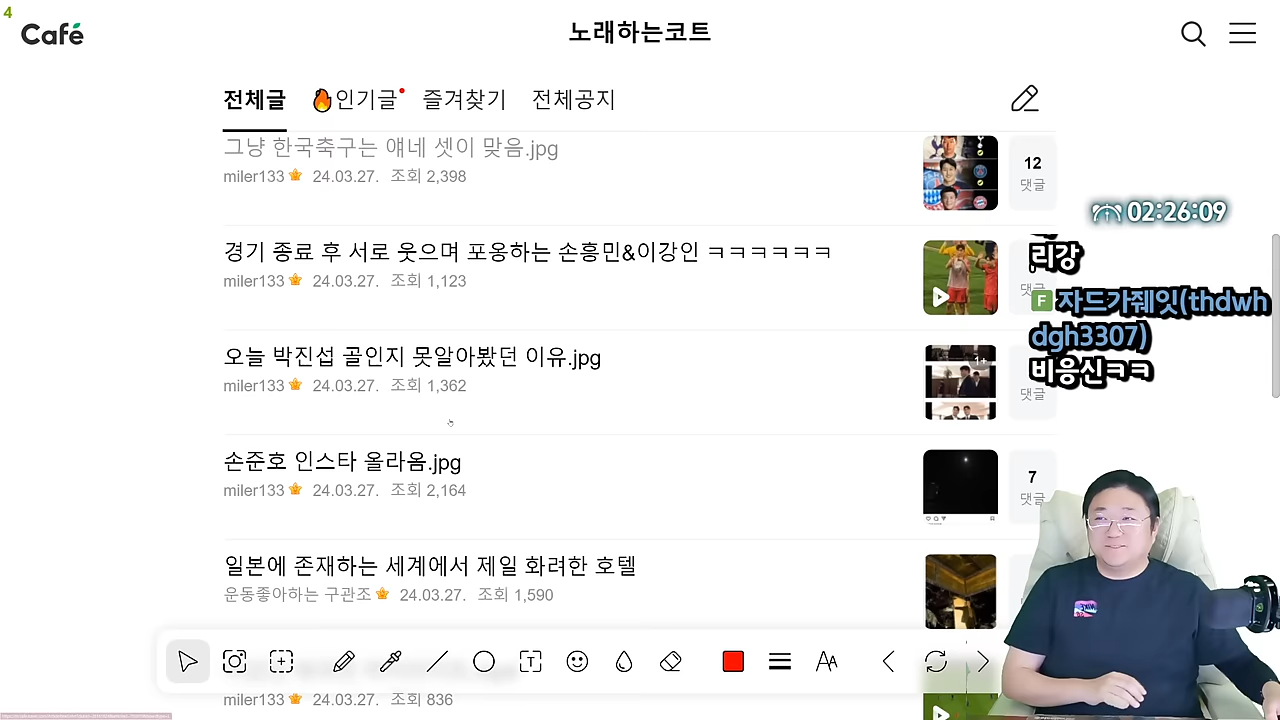 4
Café
노래하는코트
전체글
🔥인기글
즐겨찾기
전체공지
그냥 한국축구는 얘네 셋이 맞음.jpg
miler133 24.03.27. 조회 2,398
12
댓글
02:26:09
경기 종료 후 서로 웃으며 포옹하는 손흥민&이강인 ㅋㅋㅋㅋㅋㅋ
miler133 24.03.27. 조회 1,123
리강
F 자드가줴잇(thdwh
dgh3307)
비응신ㅋㅋ
오늘 박진섭 골인지 못알아봤던 이유.jpg
miler133 24.03.27. 조회 1,362
1+
댓글
손준호 인스타 올라옴.jpg
miler133 24.03.27. 조회 2,164
7
댓글
일본에 존재하는 세계에서 제일 화려한 호텔
운동좋아하는 구관조 24.03.27. 조회 1,590
T
AA
miler133 24.03.27. 조회 836